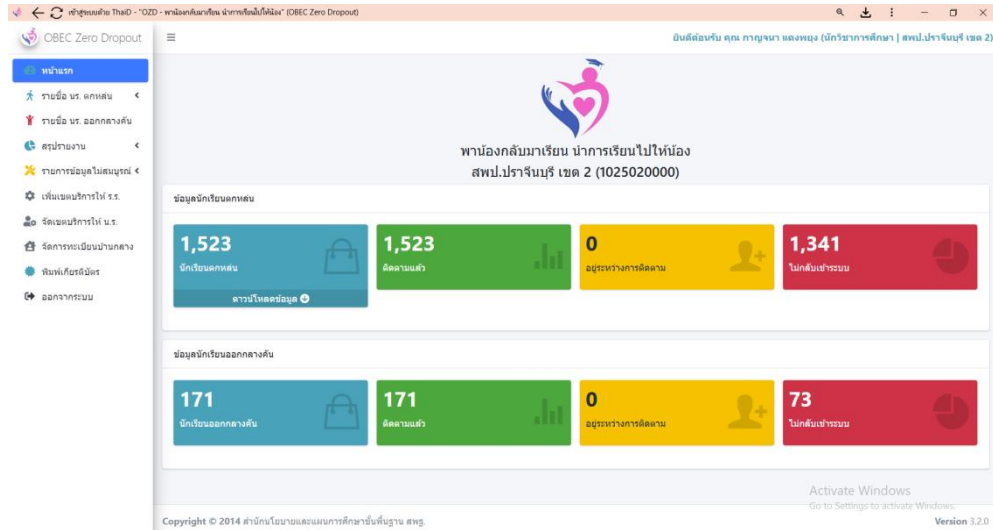 เข้าสู่ระบบด้วย ThaiD - "OZD - พาน้องกลับมาเรียน นำการเรียนไปให้น้อง" (OBEC Zero Dropout)
OBEC Zero Dropout
ยินดีต้อนรับ คุณ กาญจนา แดงพยุง (นักวิชาการศึกษา | สพป.ปราจีนบุรี เขต 2)
หน้าแรก
รายชื่อ นร. ตกหล่น
รายชื่อ นร. ออกกลางคัน
สรุปรายงาน
รายการข้อมูลไม่สมบูรณ์
เพิ่มเขตบริการให้ ร.ร.
จัดเขตบริการให้ น.ร.
จัดการทะเบียนบ้านกลาง
พิมพ์เกียรติบัตร
ออกจากระบบ
พาน้องกลับมาเรียน นำการเรียนไปให้น้อง
สพป.ปราจีนบุรี เขต 2 (1025020000)
ข้อมูลนักเรียนตกหล่น
1,523
นักเรียนตกหล่น
ดาวน์โหลดข้อมูล
1,523
ติดตามแล้ว
0
อยู่ระหว่างการติดตาม
1,341
ไม่กลับเข้าระบบ
ข้อมูลนักเรียนออกกลางคัน
171
นักเรียนออกกลางคัน
171
ติดตามแล้ว
0
อยู่ระหว่างการติดตาม
73
ไม่กลับเข้าระบบ
Activate Windows
Go to Settings to activate Windows.
Copyright © 2014 สำนักนโยบายและแผนการศึกษาขั้นพื้นฐาน สพฐ.
Version 3.2.0